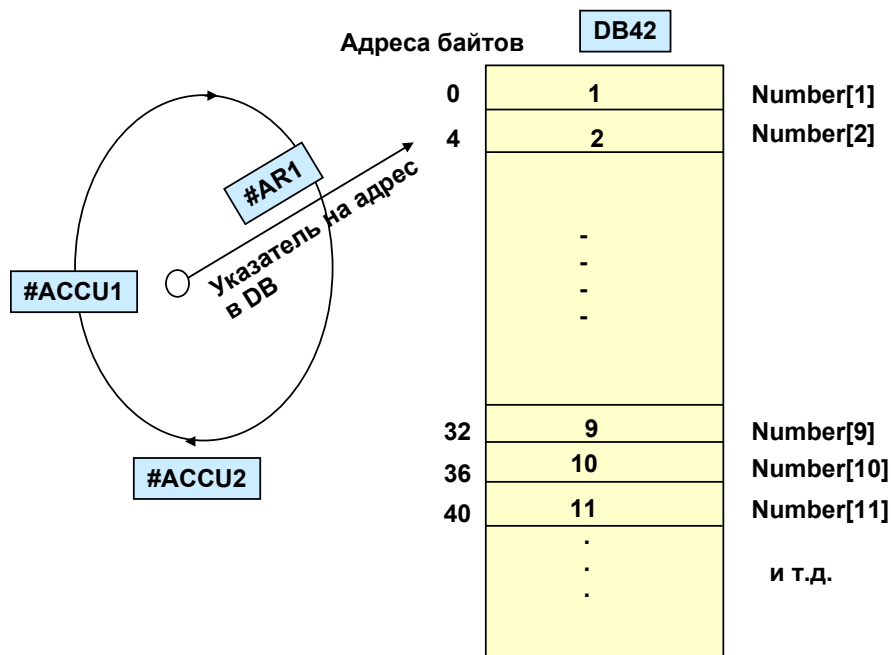 Адреса байтов
DB42
0 1 Number[1]
4 2 Number[2]
#AR1
Указатель на адрес
в DB
-
-
-
-
#ACCU1
32 9 Number[9]
36 10 Number[10]
40 11 Number[11]
#ACCU2
.
.
.
и т.д.